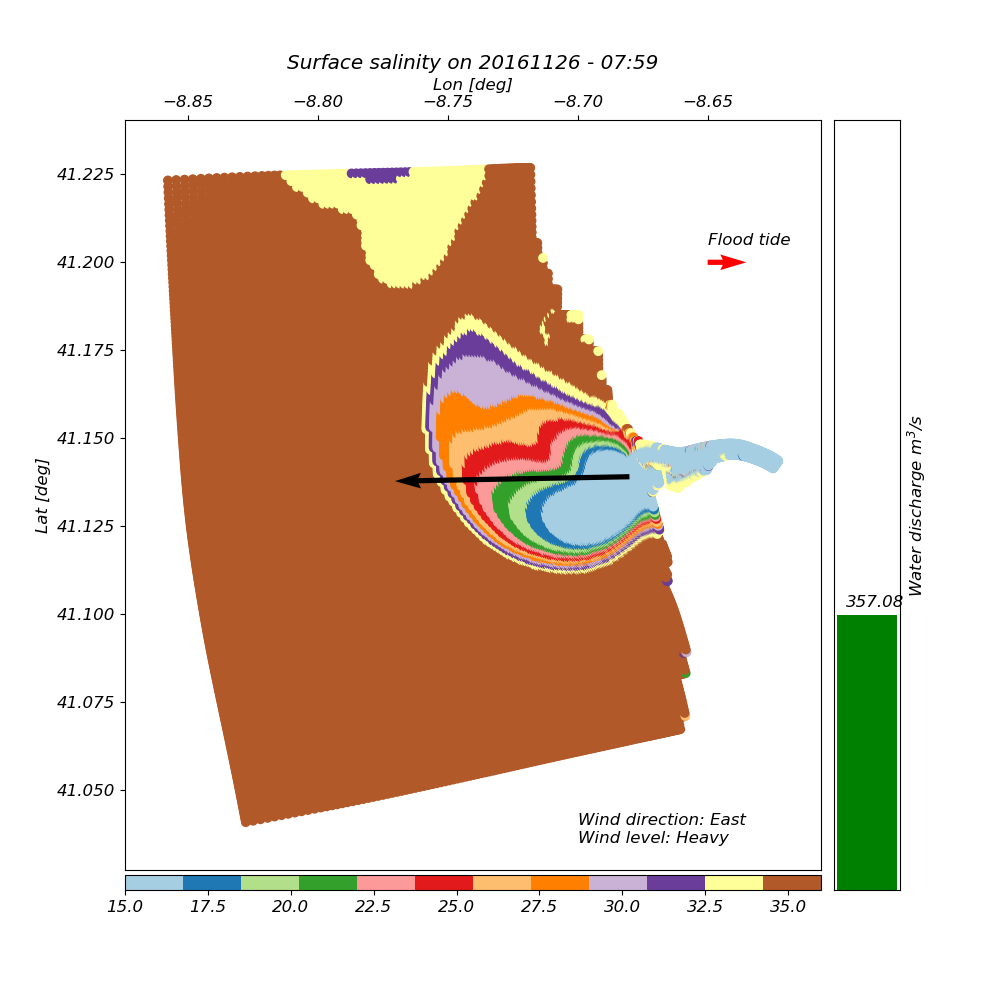 Surface salinity on 20161126 - 07:59
Lon [deg]
−8.85 −8.80 −8.75 −8.70 −8.65
41.225
41.200
41.175
41.150
41.125
41.100
41.075
41.050
Lat [deg]
Flood tide
Wind direction: East
Wind level: Heavy
15.0 17.5 20.0 22.5 25.0 27.5 30.0 32.5 35.0
357.08
Water discharge m³/s